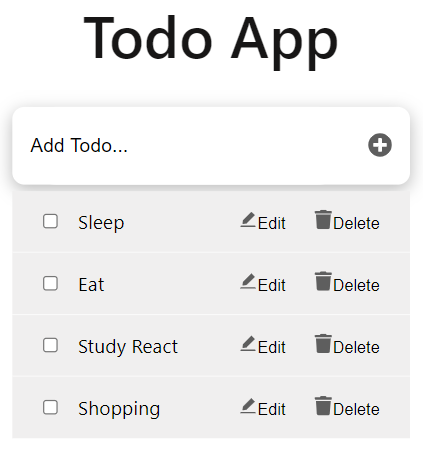 Todo App
Add Todo...
Sleep Edit Delete
Eat Edit Delete
Study React Edit Delete
Shopping Edit Delete